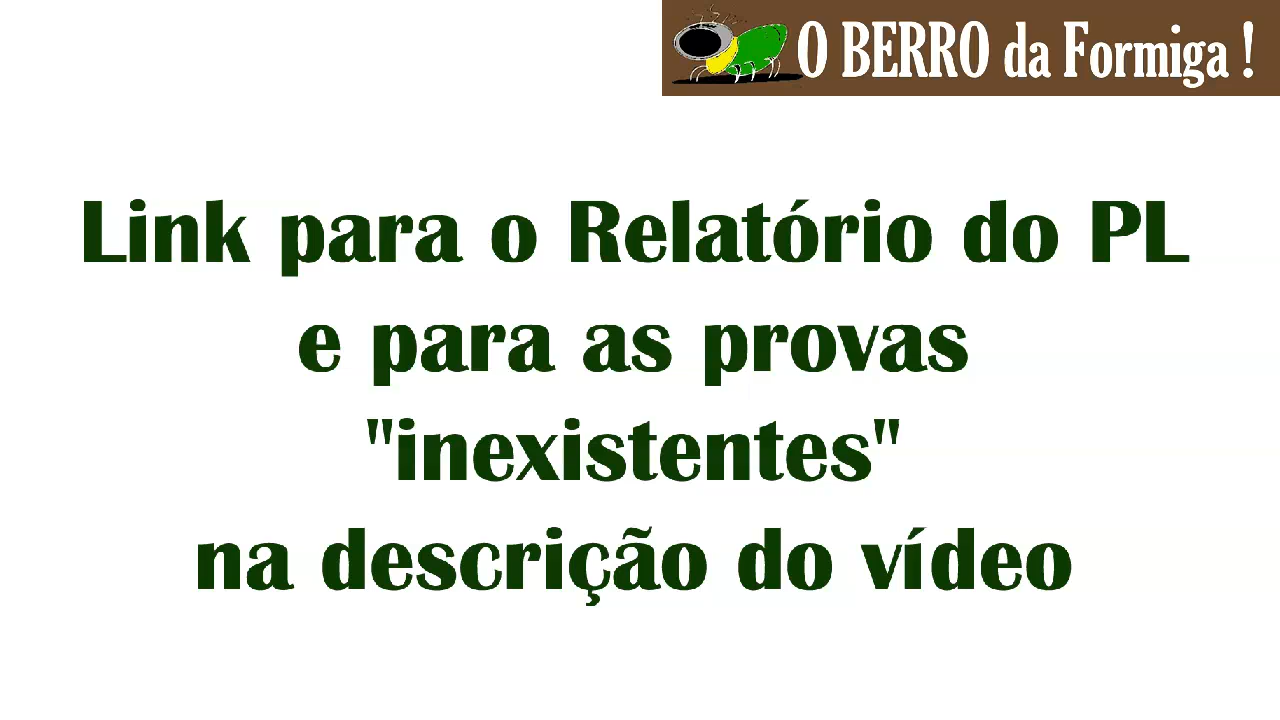 O BERRO da Formiga !
Link para o Relatório do PL
e para as provas
"inexistentes"
na descrição do vídeo